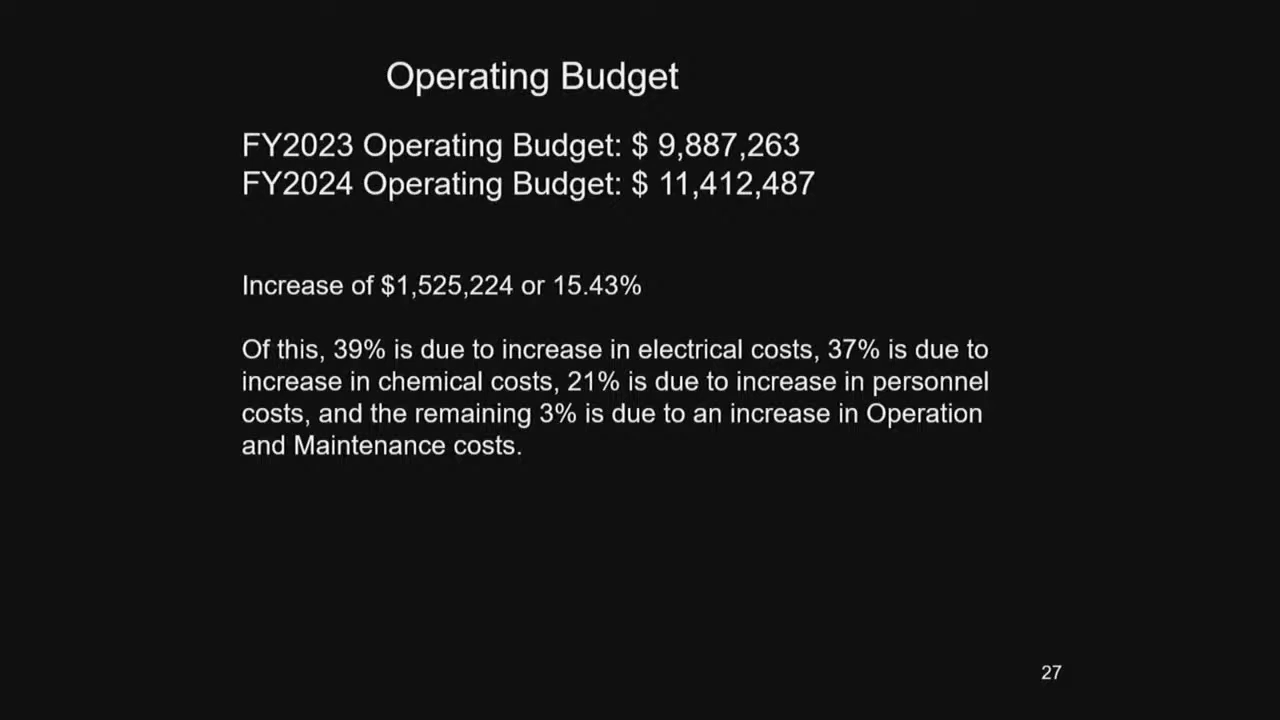 Operating Budget
FY2023 Operating Budget: $ 9,887,263
FY2024 Operating Budget: $ 11,412,487
Increase of $1,525,224 or 15.43%
Of this, 39% is due to increase in electrical costs, 37% is due to
increase in chemical costs, 21% is due to increase in personnel
costs, and the remaining 3% is due to an increase in Operation
and Maintenance costs.
27